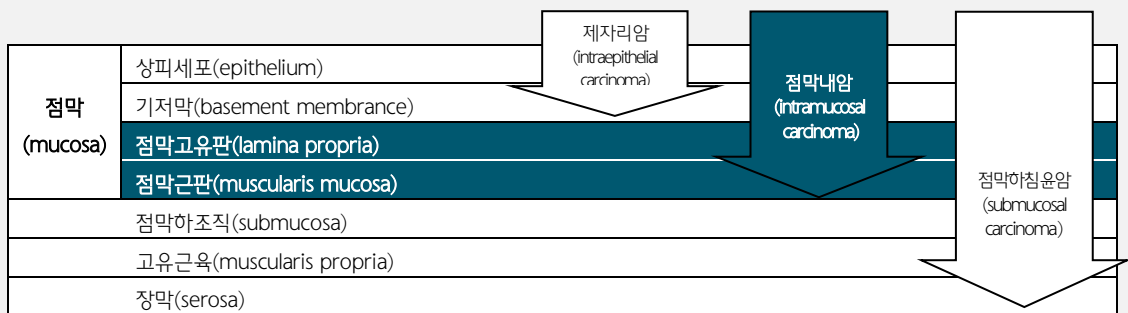 제자리암
(intraepithelial
carcinoma)
점막내암
(intramucosal
carcinoma)
점막하침윤암
(submucosal
carcinoma)
점막
(mucosa)
상피세포(epithelium)
기저막(basement membrance)
점막고유판(lamina propria)
점막근판(muscularis mucosa)
점막하조직(submucosa)
고유근육(muscularis propria)
장막(serosa)